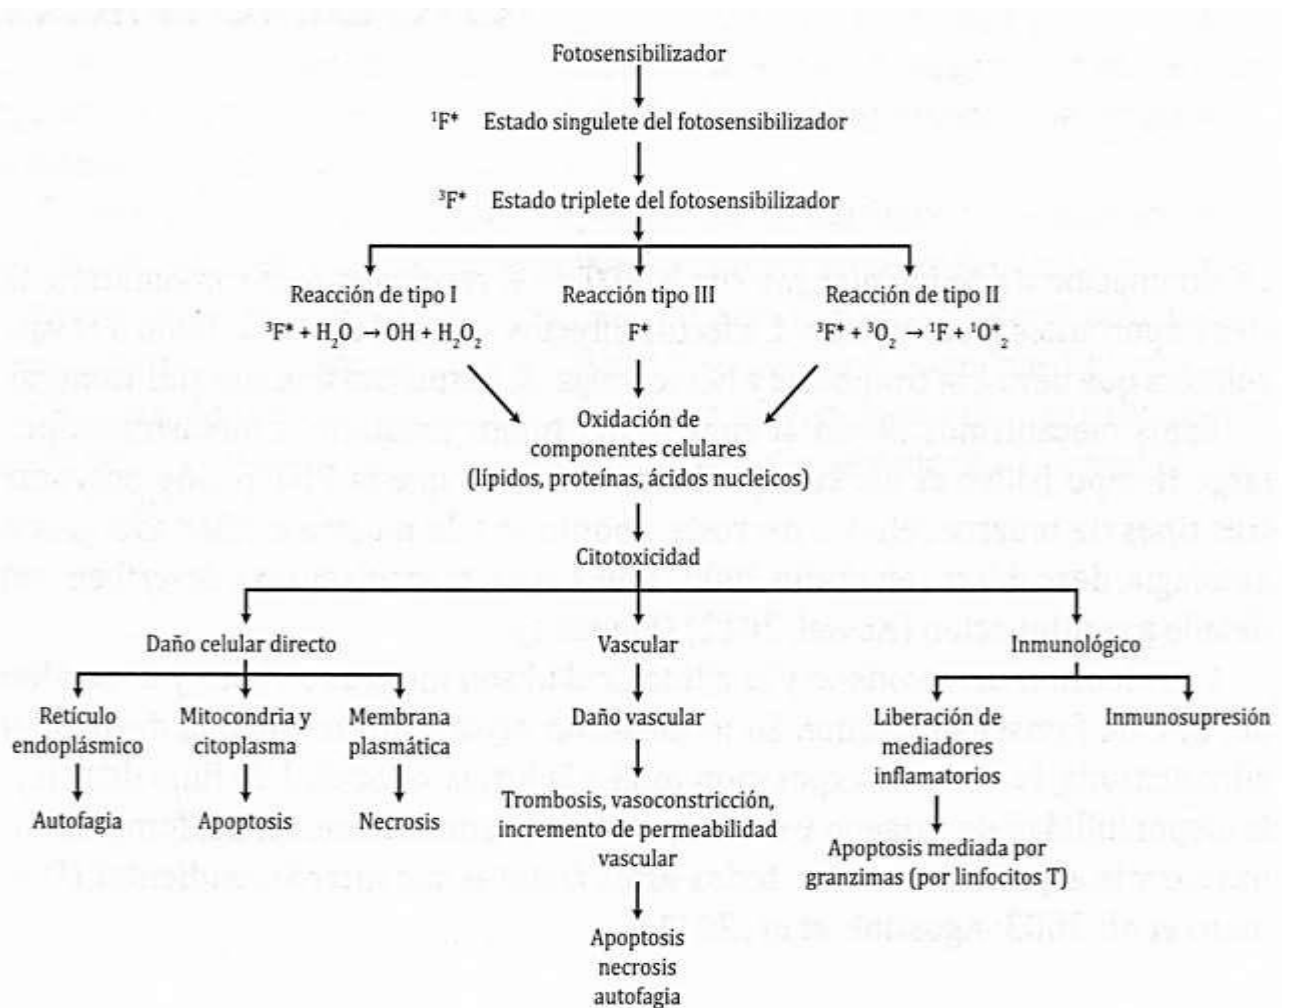 Fotosensibilizador
¹F* Estado singulete del fotosensibilizador
³F* Estado triplete del fotosensibilizador
Reacción de tipo I
³F* + H₂O → OH + H₂O₂
Reacción tipo III
F*
Reacción de tipo II
³F* + ³O₂ → ¹F + ¹O*₂
Oxidación de
componentes celulares
(lípidos, proteínas, ácidos nucleicos)
Citotoxicidad
Daño celular directo
Vascular
Inmunológico
Retículo
endoplásmico
Mitocondria y
citoplasma
Membrana
plasmática
Daño vascular
Liberación de
mediadores
inflamatorios
Inmunosupresión
Autofagia
Apoptosis
Necrosis
Trombosis, vasoconstricción,
incremento de permeabilidad
vascular
Apoptosis mediada por
granzimas (por linfocitos T)
Apoptosis
necrosis
autofagia